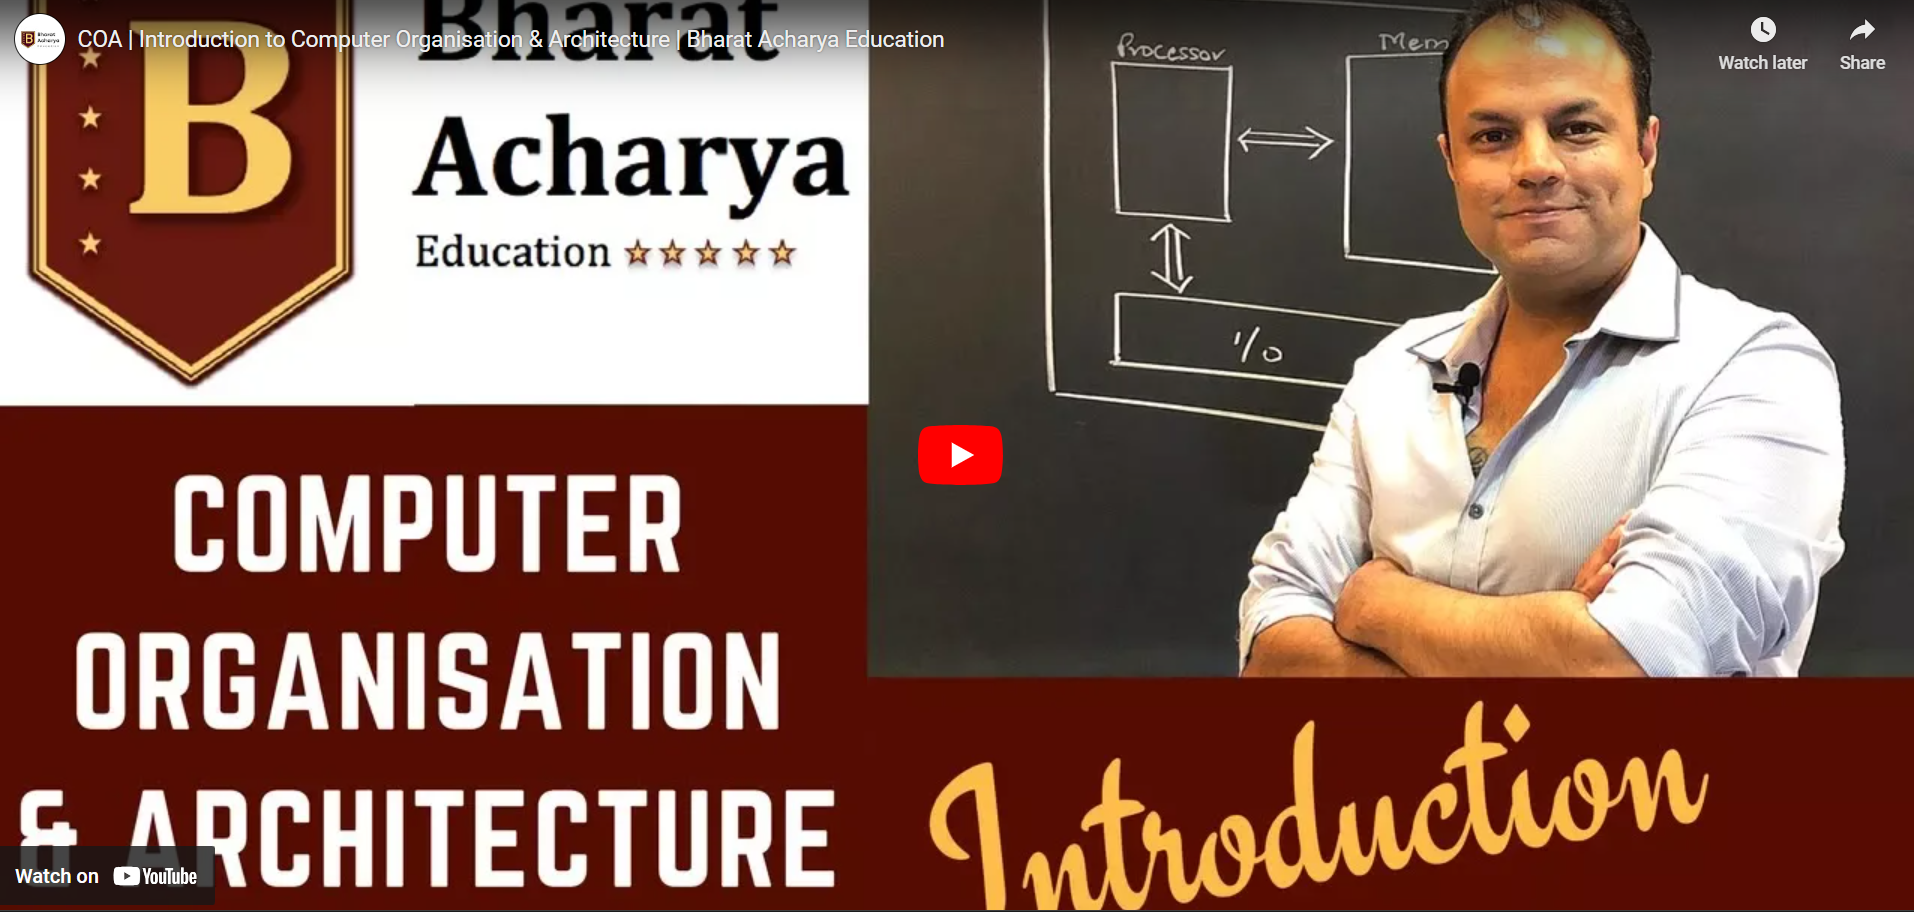 COA | Introduction to Computer Organisation & Architecture | Bharat Acharya Education
Watch later
Share
B
Bharat
Acharya
Education
Processor
Mem
I/O
COMPUTER
ORGANISATION
& ARCHITECTURE
Introduction
Watch on YouTube